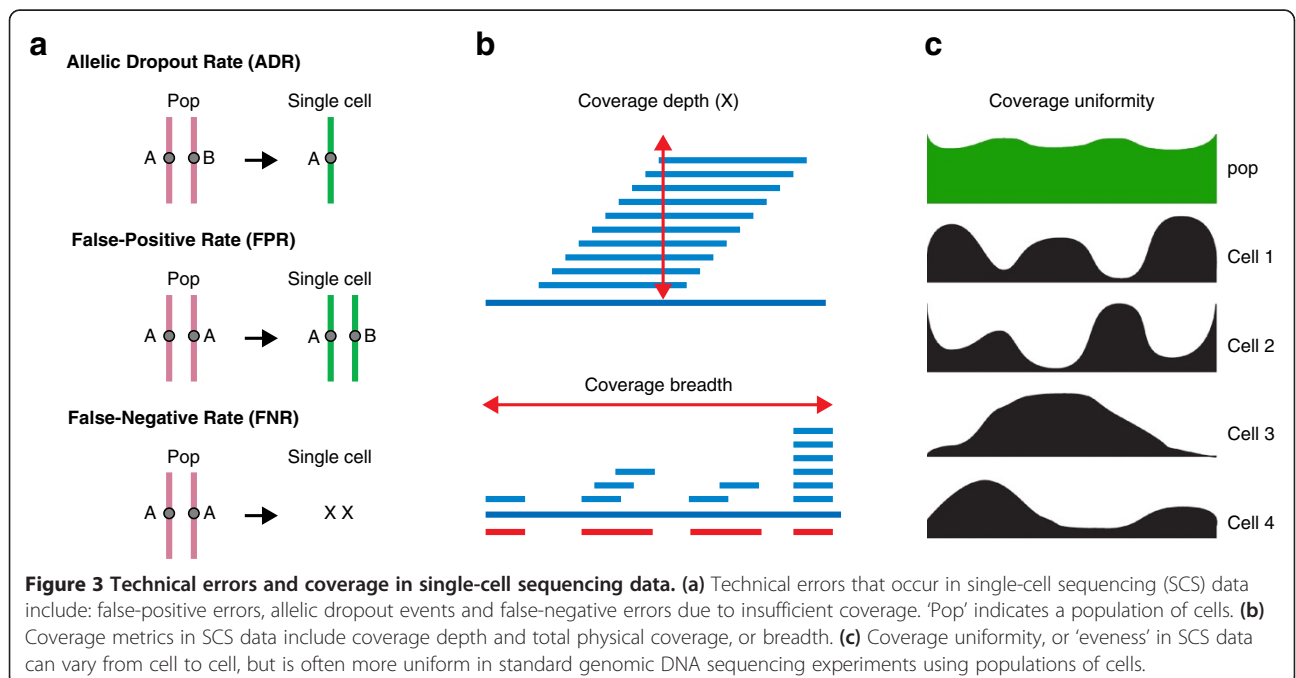 a
Allelic Dropout Rate (ADR)
Pop Single cell
A B A
False-Positive Rate (FPR)
Pop Single cell
A A A B
False-Negative Rate (FNR)
Pop Single cell
A A X X
b
Coverage depth (X)
Coverage breadth
c
Coverage uniformity
pop
Cell 1
Cell 2
Cell 3
Cell 4
Figure 3 Technical errors and coverage in single-cell sequencing data. (a) Technical errors that occur in single-cell sequencing (SCS) data
include: false-positive errors, allelic dropout events and false-negative errors due to insufficient coverage. ‘Pop’ indicates a population of cells. (b)
Coverage metrics in SCS data include coverage depth and total physical coverage, or breadth. (c) Coverage uniformity, or ‘eveness’ in SCS data
can vary from cell to cell, but is often more uniform in standard genomic DNA sequencing experiments using populations of cells.